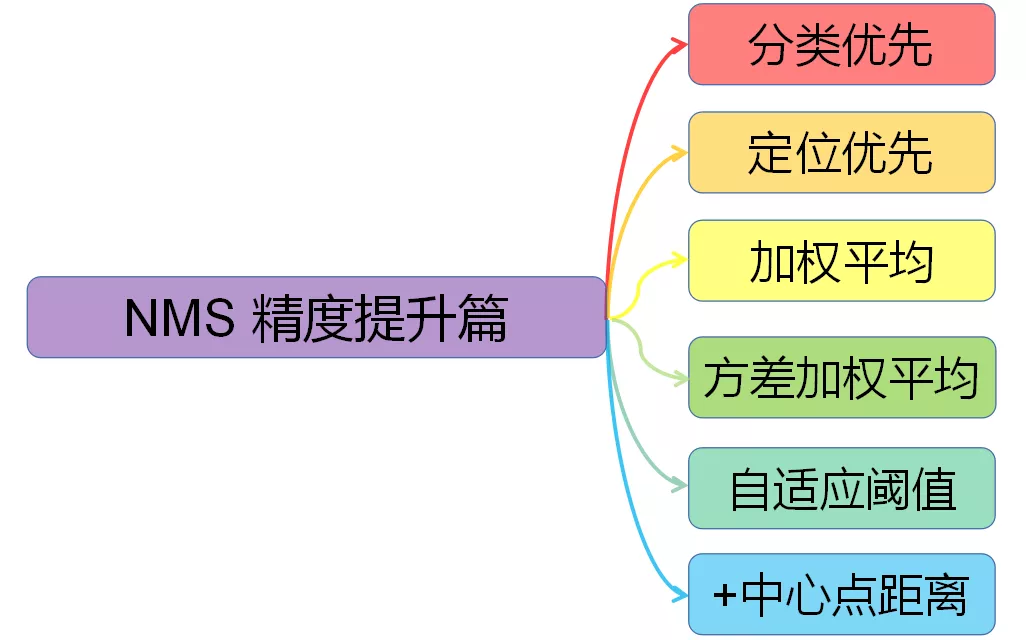 分类优先
定位优先
加权平均
NMS 精度提升篇
方差加权平均
自适应阈值
+中心点距离